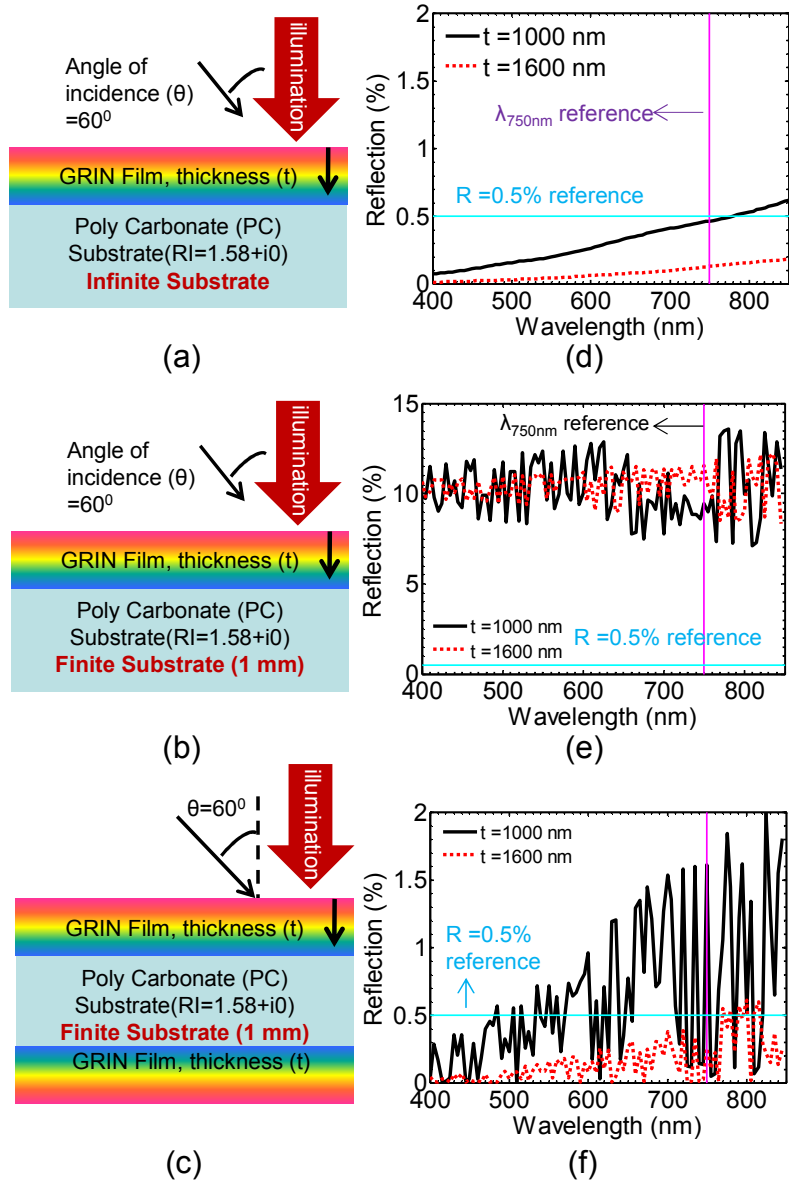 Angle of
incidence (θ)
=60⁰
illumination
GRIN Film, thickness (t)
Poly Carbonate (PC)
Substrate(RI=1.58+i0)
Infinite Substrate
(a)
2
1.5
1
0.5
0
Reflection (%)
t =1000 nm
t =1600 nm
λ750nm reference
R =0.5% reference
400 500 600 700 800
Wavelength (nm)
(d)
Angle of
incidence (θ)
=60⁰
illumination
GRIN Film, thickness (t)
Poly Carbonate (PC)
Substrate(RI=1.58+i0)
Finite Substrate (1 mm)
(b)
15
10
5
0
Reflection (%)
λ750nm reference
t =1000 nm
t =1600 nm
R =0.5% reference
400 500 600 700 800
Wavelength (nm)
(e)
θ=60⁰
illumination
GRIN Film, thickness (t)
Poly Carbonate (PC)
Substrate(RI=1.58+i0)
Finite Substrate (1 mm)
GRIN Film, thickness (t)
(c)
2
1.5
1
0.5
0
Reflection (%)
t =1000 nm
t =1600 nm
R =0.5%
reference
400 500 600 700 800
Wavelength (nm)
(f)